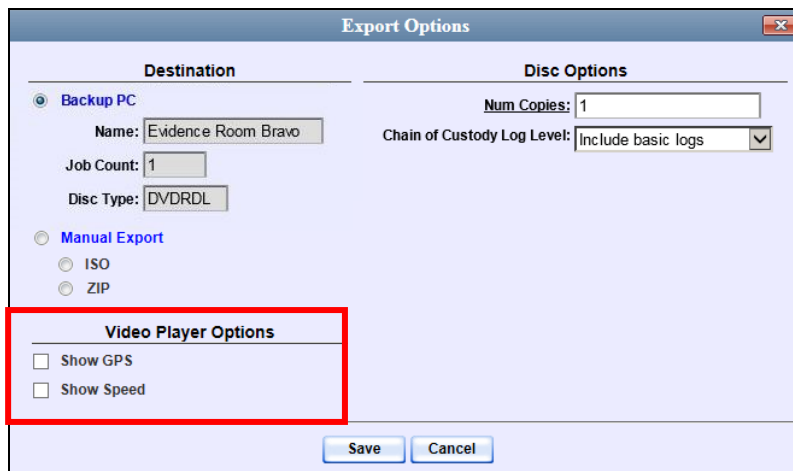 Export Options
Destination
Backup PC
Name: Evidence Room Bravo
Job Count: 1
Disc Type: DVDRDL
Manual Export
ISO
ZIP
Video Player Options
Show GPS
Show Speed
Disc Options
Num Copies: 1
Chain of Custody Log Level: Include basic logs
Save Cancel